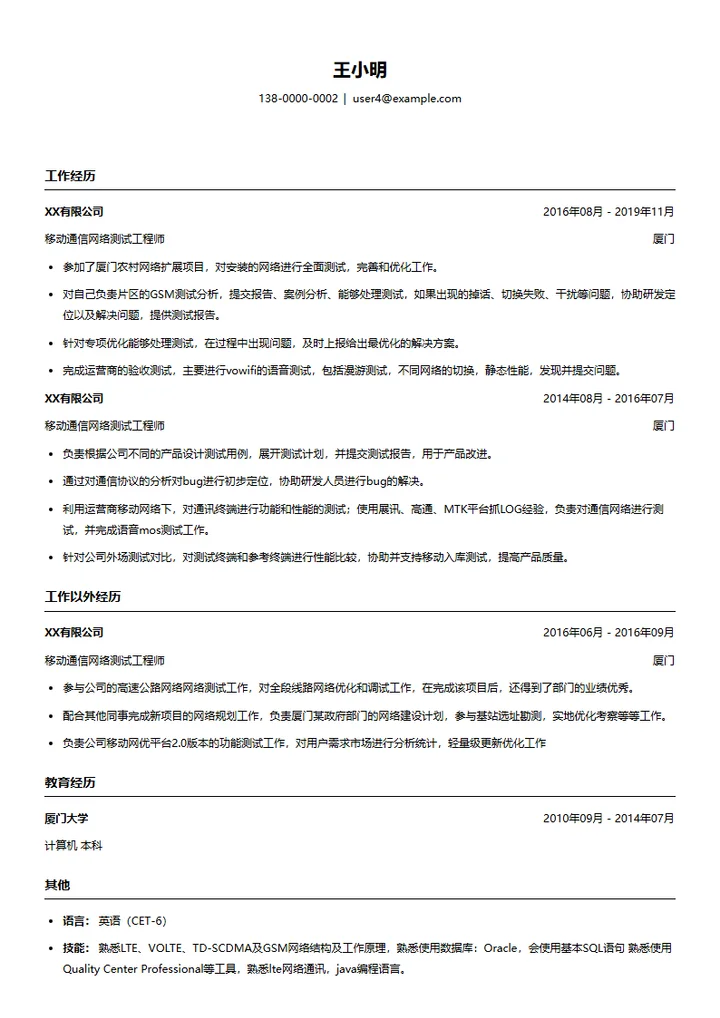 王小明
138-0000-0002 | user4@example.com
工作经历
XX有限公司 2016年08月 - 2019年11月
移动通信网络测试工程师 厦门
• 参加了厦门农村网络扩展项目，对安装的网络进行全面测试，完善和优化工作。
• 对自己负责片区的GSM测试分析，提交报告、案例分析、能够处理测试，如果出现的掉话、切换失败、干扰等问题，协助研发定
位以及解决问题，提供测试报告。
• 针对专项优化能够处理测试，在过程中出现问题，及时上报给出最优化的解决方案。
• 完成运营商的验收测试，主要进行vowifi的语音测试，包括漫游测试，不同网络的切换，静态性能，发现并提交问题。
XX有限公司 2014年08月 - 2016年07月
移动通信网络测试工程师 厦门
• 负责根据公司不同的产品设计测试用例，展开测试计划，并提交测试报告，用于产品改进。
• 通过对通信协议的分析对bug进行初步定位，协助研发人员进行bug的解决。
• 利用运营商移动网络下，对通讯终端进行功能和性能的测试；使用展讯、高通、MTK平台抓LOG经验，负责对通信网络进行测
试，并完成语音mos测试工作。
• 针对公司外场测试对比，对测试终端和参考终端进行性能比较，协助并支持移动入库测试，提高产品质量。
工作以外经历
XX有限公司 2016年06月 - 2016年09月
移动通信网络测试工程师 厦门
• 参与公司的高速公路网络网络测试工作，对全段线路网络优化和调试工作，在完成该项目后，还得到了部门的业绩优秀。
• 配合其他同事完成新项目的网络规划工作，负责厦门某政府部门的网络建设计划，参与基站选址勘测，实地优化考察等等工作。
• 负责公司移动网优平台2.0版本的功能测试工作，对用户需求市场进行分析统计，轻量级更新优化工作
教育经历
厦门大学 2010年09月 - 2014年07月
计算机 本科
其他
• 语言： 英语（CET-6）
• 技能： 熟悉LTE、VOLTE、TD-SCDMA及GSM网络结构及工作原理，熟悉使用数据库：Oracle，会使用基本SQL语句 熟悉使用
Quality Center Professional等工具，熟悉lte网络通讯，java编程语言。